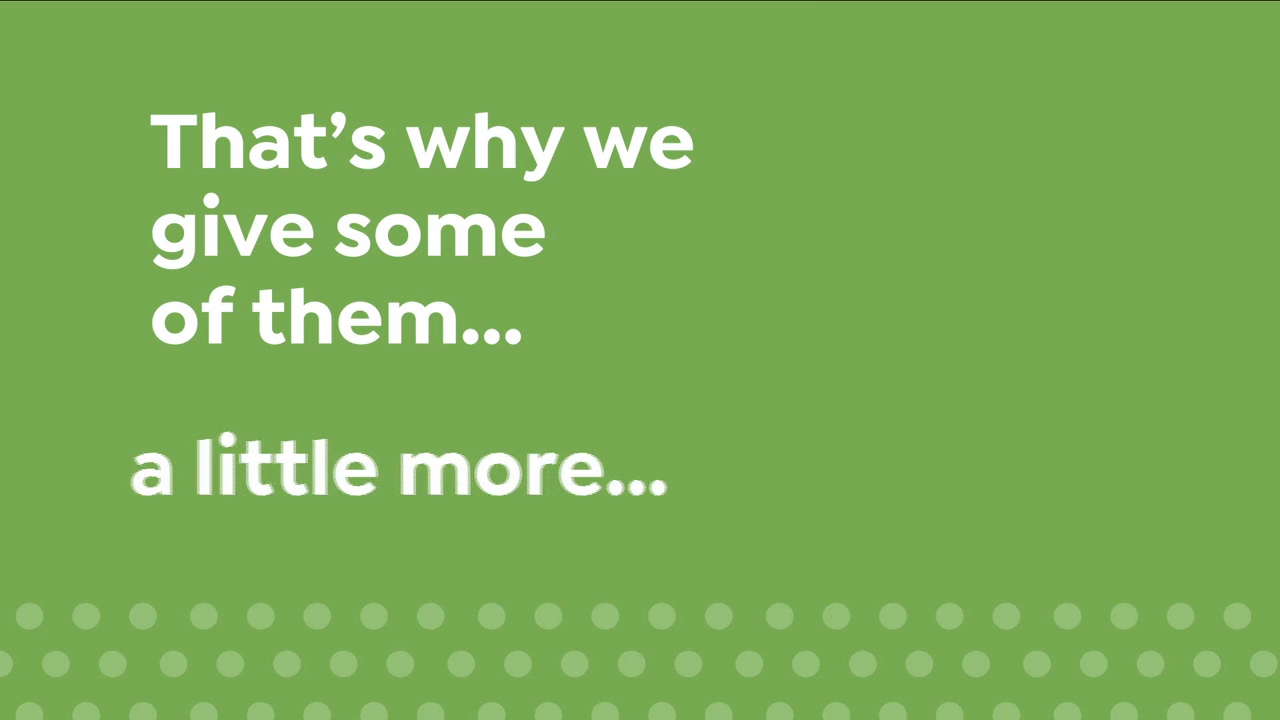 That’s why we
give some
of them...
a little more...